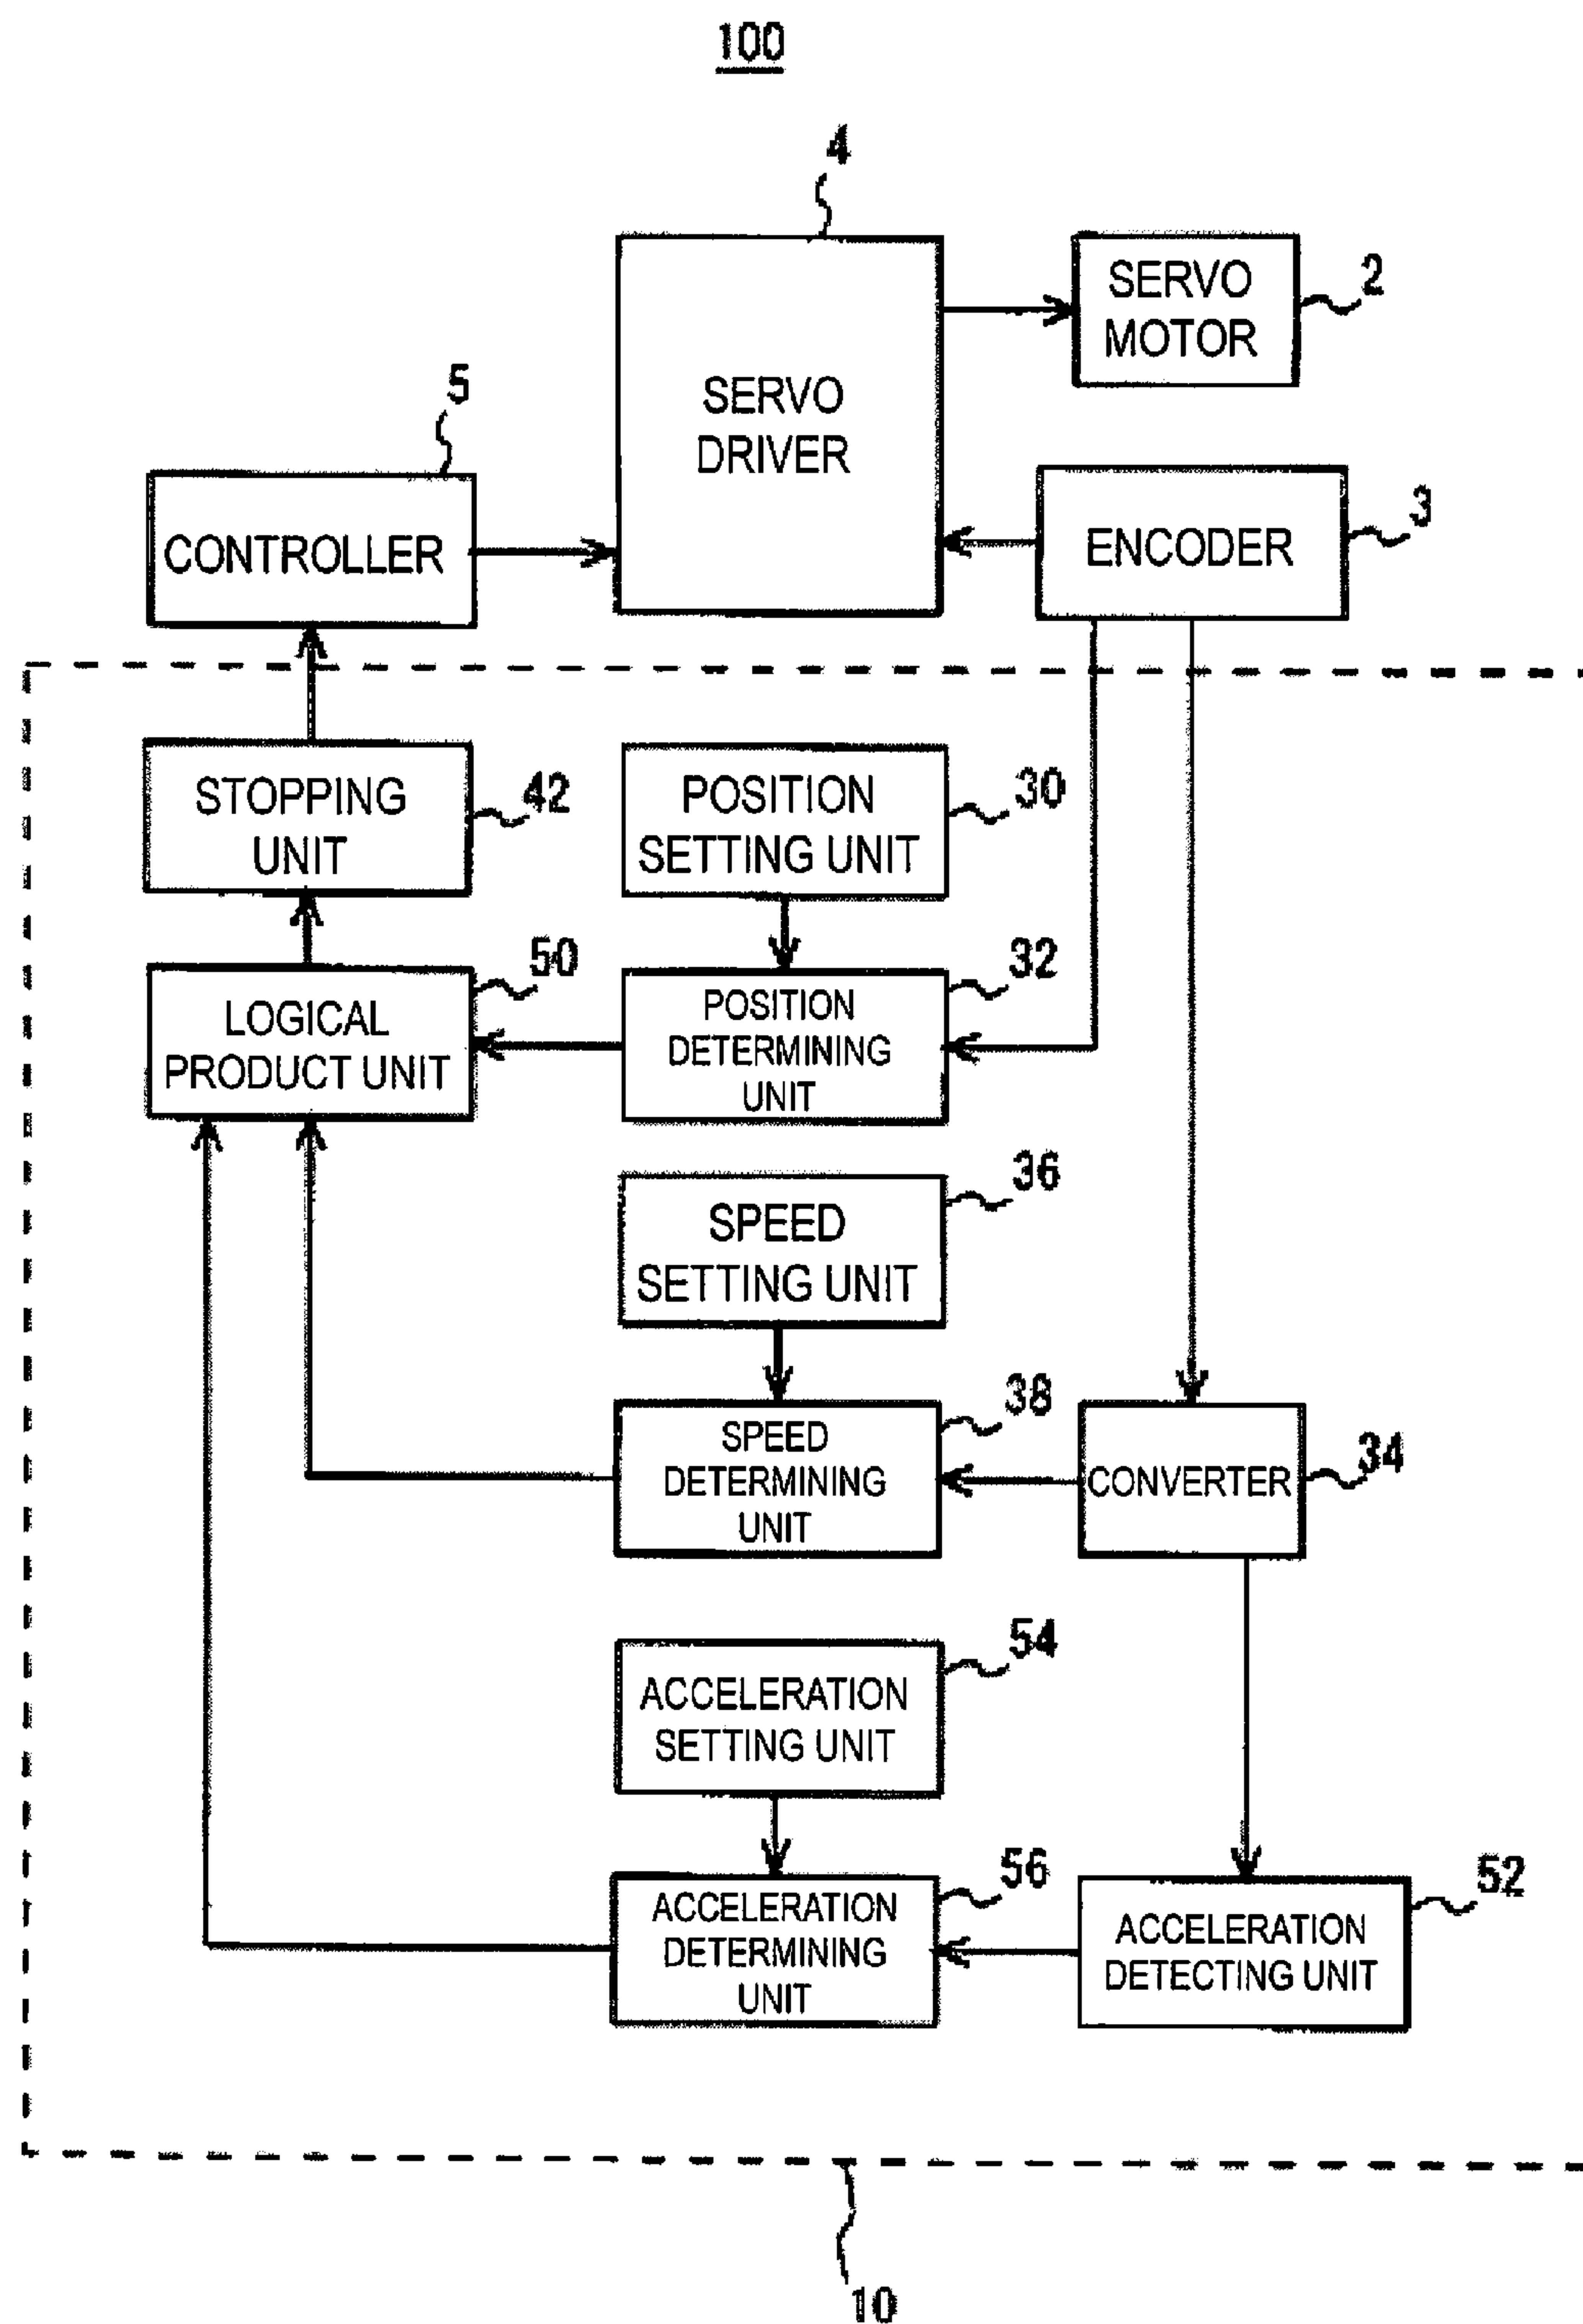 100
4
SERVO
MOTOR
2
SERVO
DRIVER
5
CONTROLLER
ENCODER
3
STOPPING
UNIT
42
POSITION
SETTING UNIT
30
LOGICAL
PRODUCT UNIT
50
POSITION
DETERMINING
UNIT
32
SPEED
SETTING UNIT
36
SPEED
DETERMINING
UNIT
38
CONVERTER
34
ACCELERATION
SETTING UNIT
54
ACCELERATION
DETERMINING
UNIT
56
ACCELERATION
DETECTING UNIT
52
10